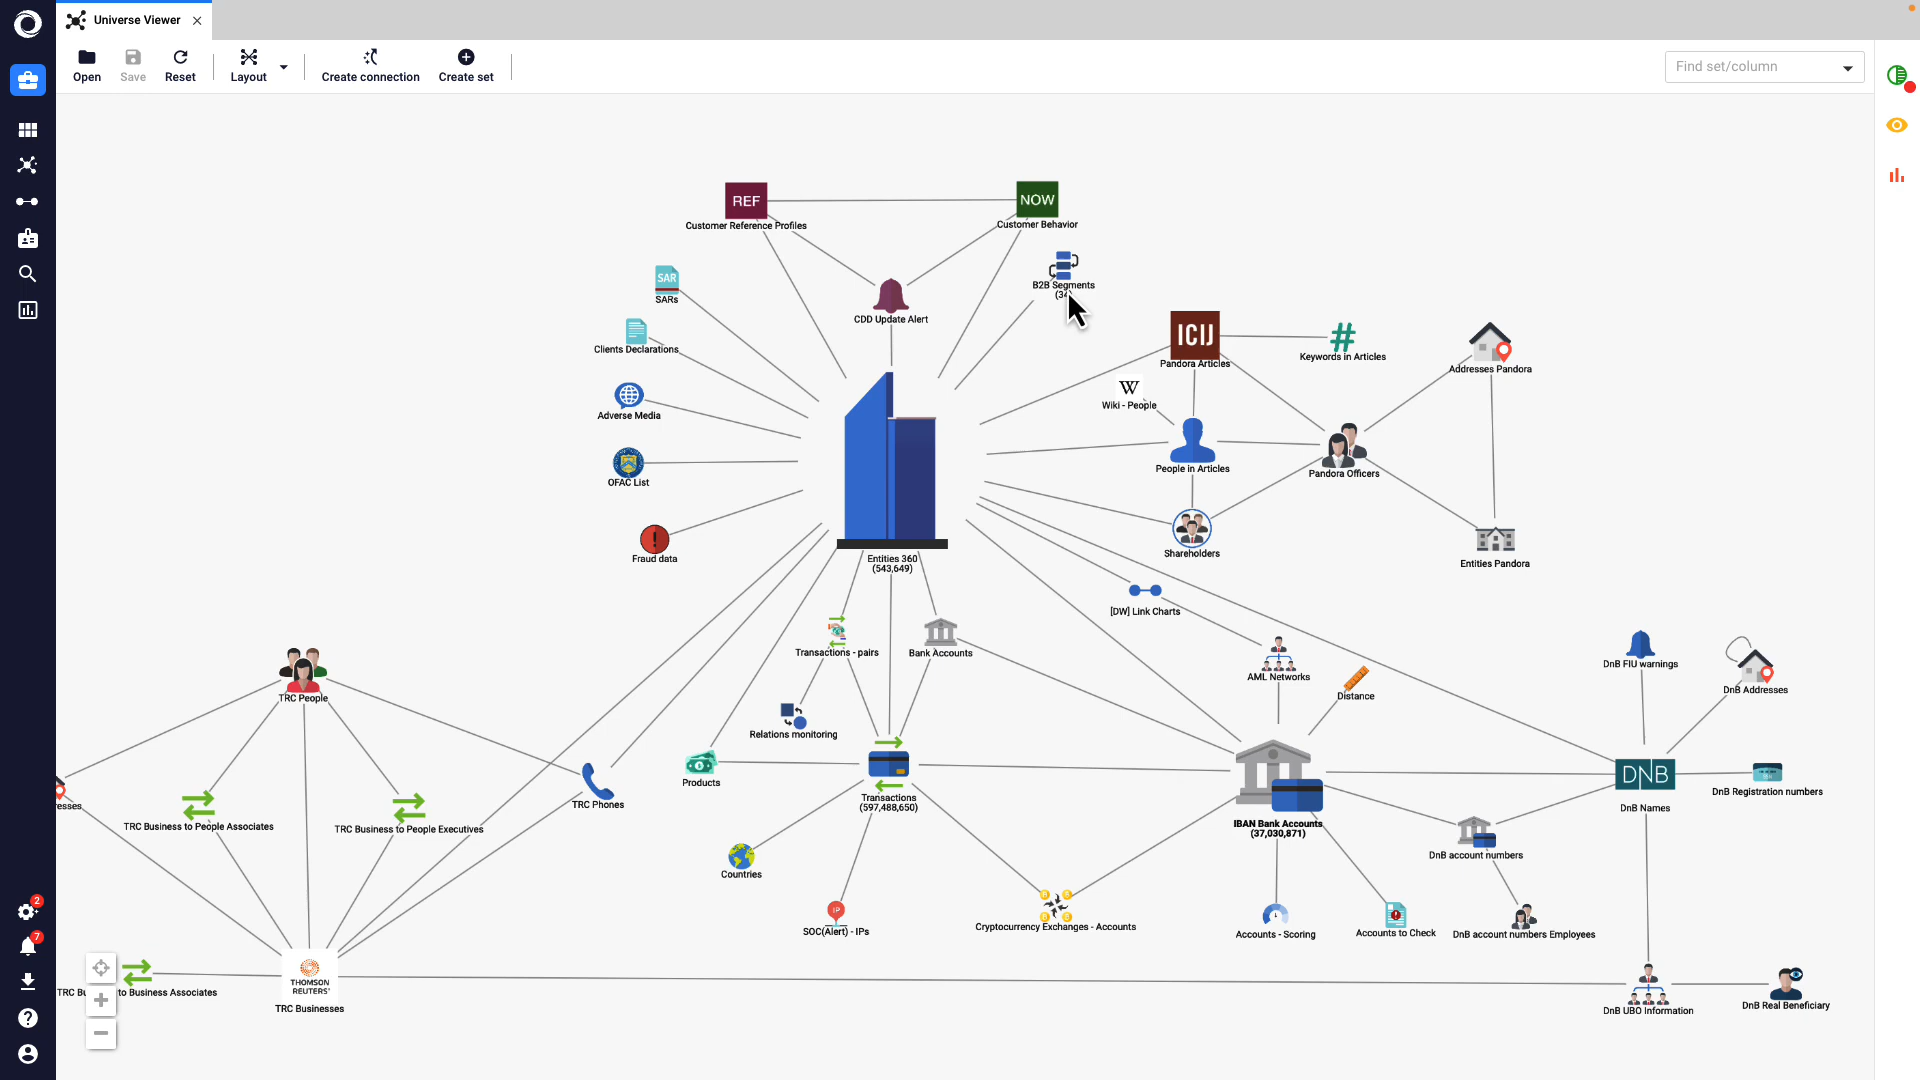 Universe Viewer
Open
Save
Reset
Layout
Create connection
Create set
Find set/column
REF
Customer Reference Profiles
NOW
Customer Behavior
SAR
SARs
B2B Segments
CDD Update Alert
Clients Declarations
ICIJ
Pandora Articles
#
Keywords in Articles
Addresses Pandora
W
Wiki - People
Adverse Media
People in Articles
Pandora Officers
OFAC List
Fraud data
Shareholders
Entities Pandora
Entities 360
(543,649)
[DW] Link Charts
Transactions - pairs
Bank Accounts
AML Networks
Distance
DnB FIU warnings
DnB Addresses
TRC People
Relations monitoring
Products
TRC Phones
Transactions
(597,488,650)
IBAN Bank Accounts
(37,030,871)
DNB
DnB Names
DnB Registration numbers
esses
TRC Business to People Associates
TRC Business to People Executives
DnB account numbers
Countries
IP
SOC(Alert) - IPs
Cryptocurrency Exchanges - Accounts
Accounts - Scoring
Accounts to Check
DnB account numbers Employees
2
7
TRC Bu
to Business Associates
THOMSON
REUTERS
TRC Businesses
DnB UBO Information
DnB Real Beneficiary